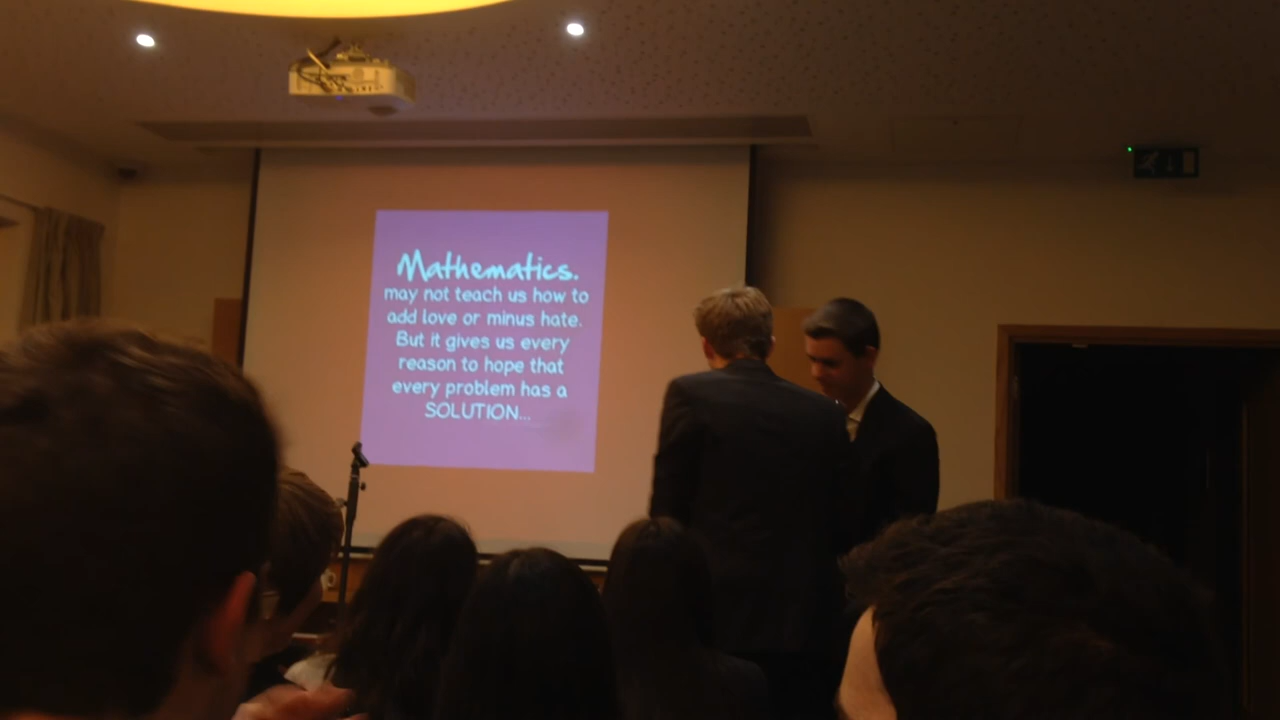 Mathematics.
may not teach us how to
add love or minus hate.
But it gives us every
reason to hope that
every problem has a
SOLUTION...